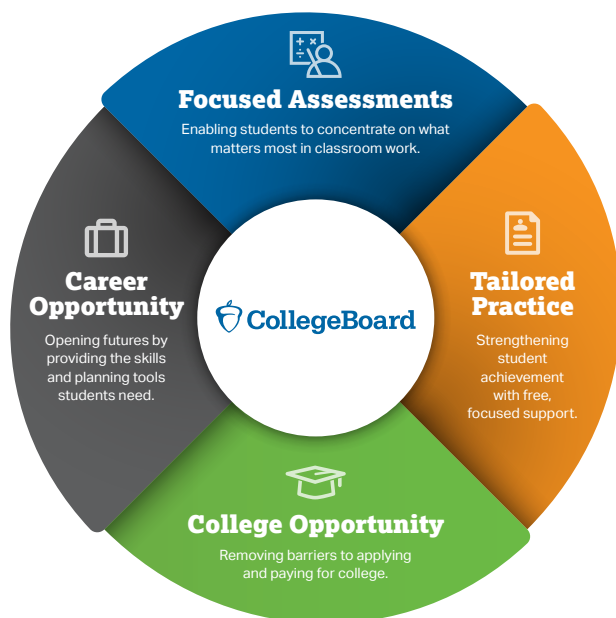 Focused Assessments
Enabling students to concentrate on what
matters most in classroom work.
Tailored
Practice
Strengthening
student
achievement
with free,
focused support.
College Opportunity
Removing barriers to applying
and paying for college.
Career
Opportunity
Opening futures by
providing the skills
and planning tools
students need.
CollegeBoard